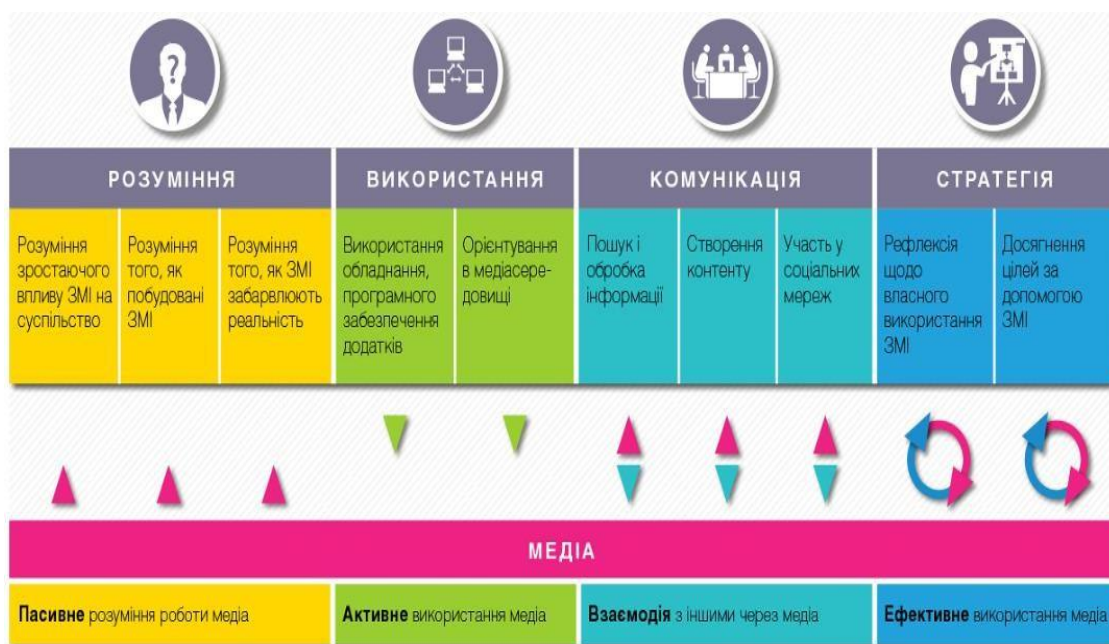 ?
РОЗУМІННЯ
ВИКОРИСТАННЯ
КОМУНІКАЦІЯ
СТРАТЕГІЯ
Розуміння
зростаючого
впливу ЗМІ на
суспільство
Розуміння
того, як
побудовані
ЗМІ
Розуміння
того, як ЗМІ
забарвлюють
реальність
Використання
обладнання,
програмного
забезпечення
додатків
Орієнтування
в медіасере-
довищі
Пошук і
обробка
інформації
Створення
контенту
Участь у
соціальних
мереж
Рефлексія
щодо
власного
використання
ЗМІ
Досягнення
цілей за
допомогою
ЗМІ
МЕДІА
Пасивне розуміння роботи медіа
Активне використання медіа
Взаємодія з іншими через медіа
Ефективне використання медіа